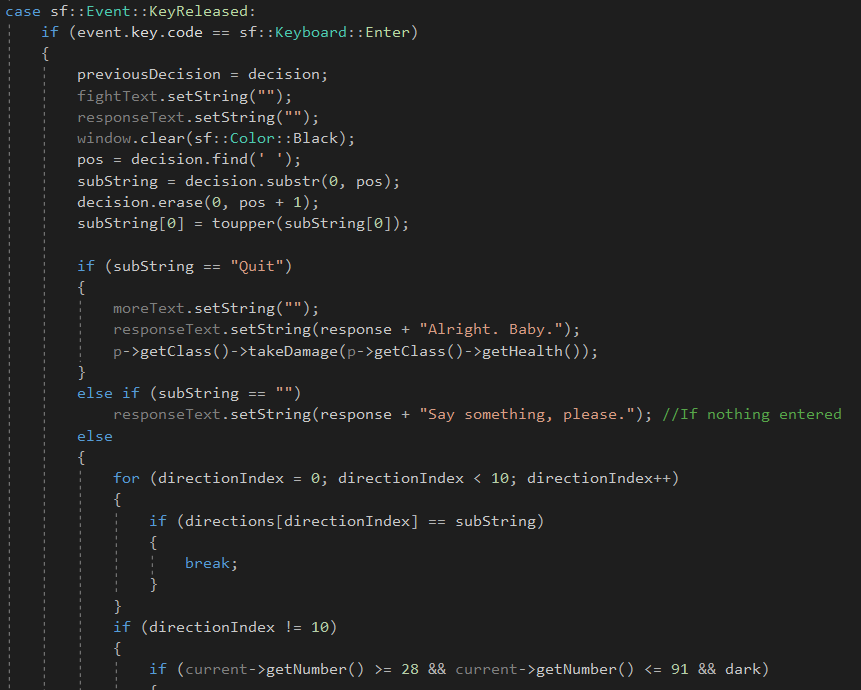 case sf::Event::KeyReleased:
if (event.key.code == sf::Keyboard::Enter)
{
previousDecision = decision;
fightText.setString("");
responseText.setString("");
window.clear(sf::Color::Black);
pos = decision.find(' ');
subString = decision.substr(0, pos);
decision.erase(0, pos + 1);
subString[0] = toupper(subString[0]);
if (subString == "Quit")
{
moreText.setString("");
responseText.setString(response + "Alright. Baby.");
p->getClass()->takeDamage(p->getClass()->getHealth());
}
else if (subString == "")
responseText.setString(response + "Say something, please."); //If nothing entered
else
{
for (directionIndex = 0; directionIndex < 10; directionIndex++)
{
if (directions[directionIndex] == subString)
{
break;
}
}
if (directionIndex != 10)
{
if (current->getNumber() >= 28 && current->getNumber() <= 91 && dark)
{